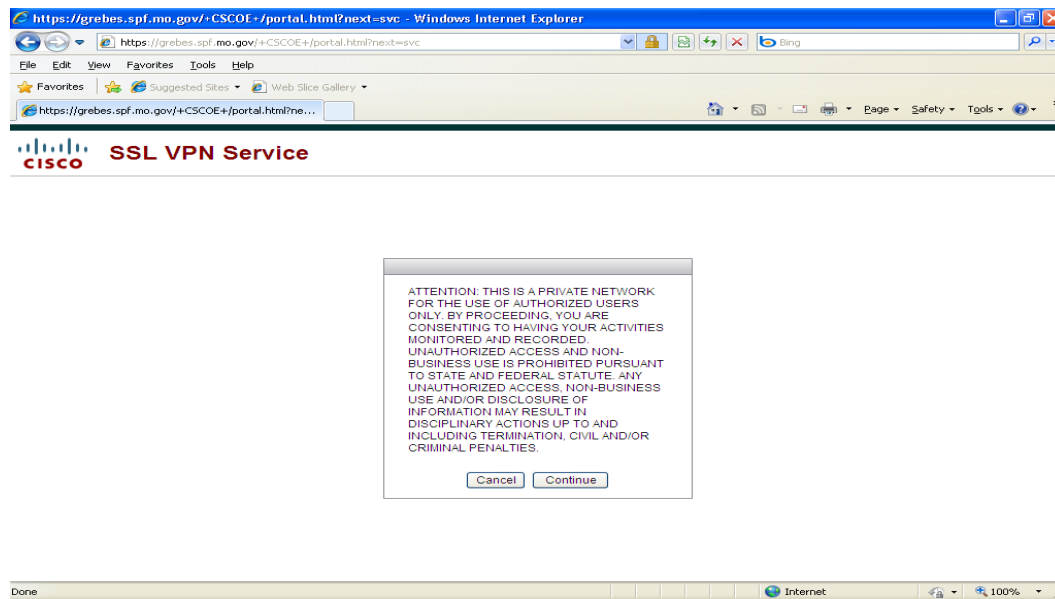 https://grebes.spf.mo.gov/+CSCOE+/portal.html?next=svc - Windows Internet Explorer
https://grebes.spf.mo.gov/+CSCOE+/portal.html?next=svc
Bing
File Edit View Favorites Tools Help
Favorites Suggested Sites Web Slice Gallery
https://grebes.spf.mo.gov/+CSCOE+/portal.html?ne...
Page Safety Tools
CISCO SSL VPN Service
ATTENTION: THIS IS A PRIVATE NETWORK
FOR THE USE OF AUTHORIZED USERS
ONLY. BY PROCEEDING, YOU ARE
CONSENTING TO HAVING YOUR ACTIVITIES
MONITORED AND RECORDED.
UNAUTHORIZED ACCESS AND NON-
BUSINESS USE IS PROHIBITED PURSUANT
TO STATE AND FEDERAL STATUTE. ANY
UNAUTHORIZED ACCESS, NON-BUSINESS
USE AND/OR DISCLOSURE OF
INFORMATION MAY RESULT IN
DISCIPLINARY ACTIONS UP TO AND
INCLUDING TERMINATION, CIVIL AND/OR
CRIMINAL PENALTIES.
Cancel Continue
Done Internet 100%